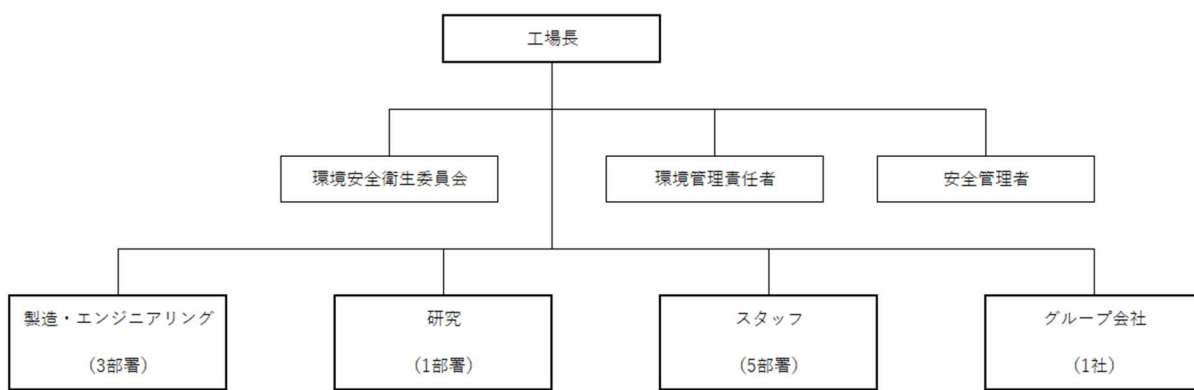 工場長
環境安全衛生委員会
環境管理責任者
安全管理者
製造・エンジニアリング
(3部署)
研究
(1部署)
スタッフ
(5部署)
グループ会社
(1社)